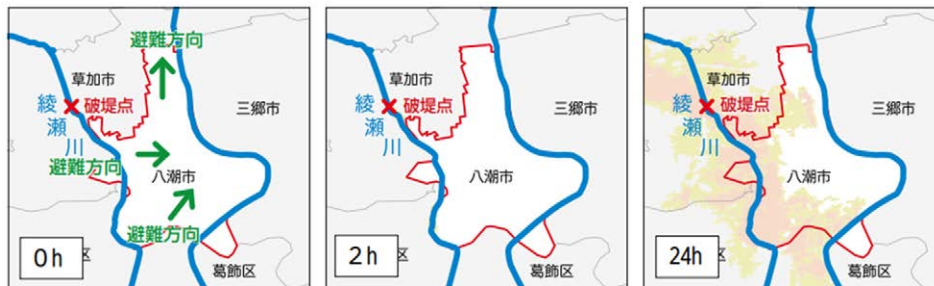 避難方向
草加市
破堤点
綾瀬川
三郷市
避難方向
八潮市
避難方向
0h
区
葛飾区
草加市
破堤点
綾瀬川
三郷市
八潮市
2h
区
葛飾区
草加市
破堤点
綾瀬川
三郷市
八潮市
24h
区
葛飾区